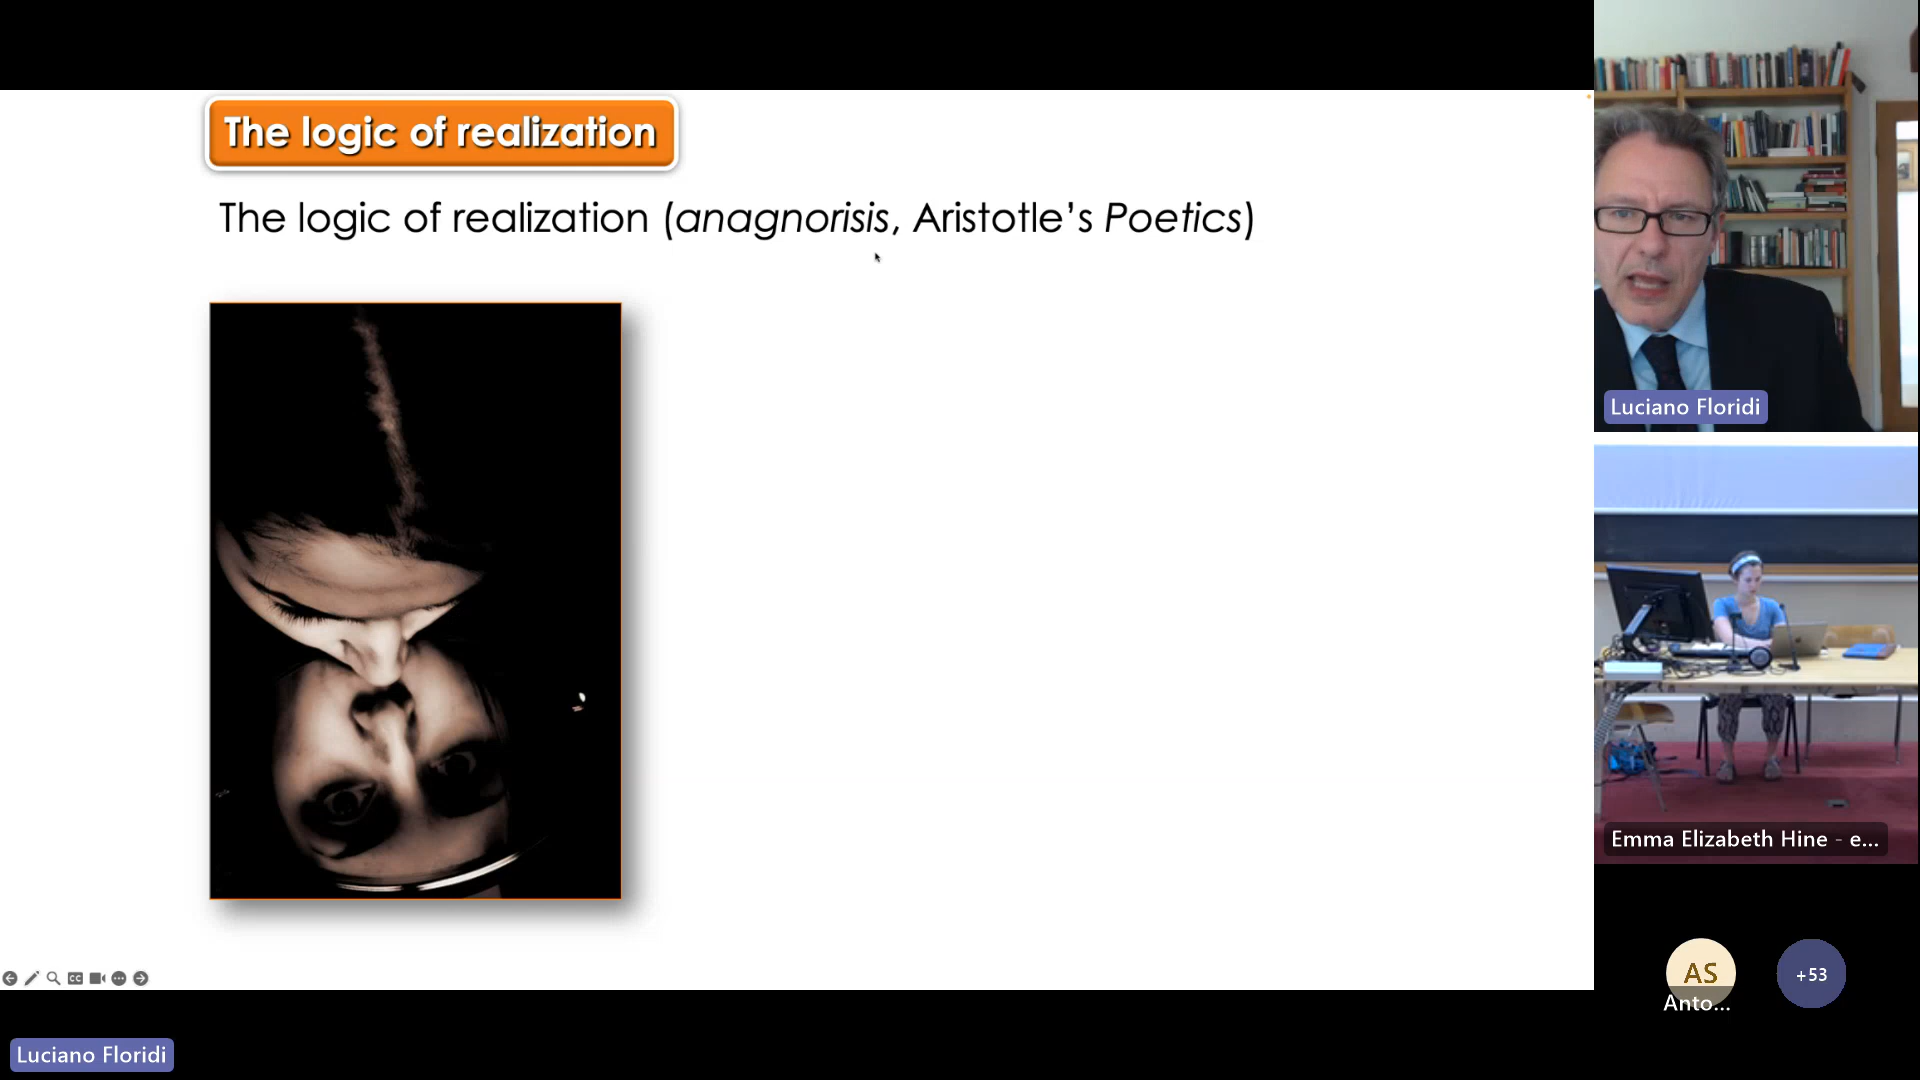 The logic of realization
The logic of realization (anagnorisis, Aristotle’s Poetics)
Luciano Floridi
Emma Elizabeth Hine - e...
AS
+53
Anto...
CC
Luciano Floridi